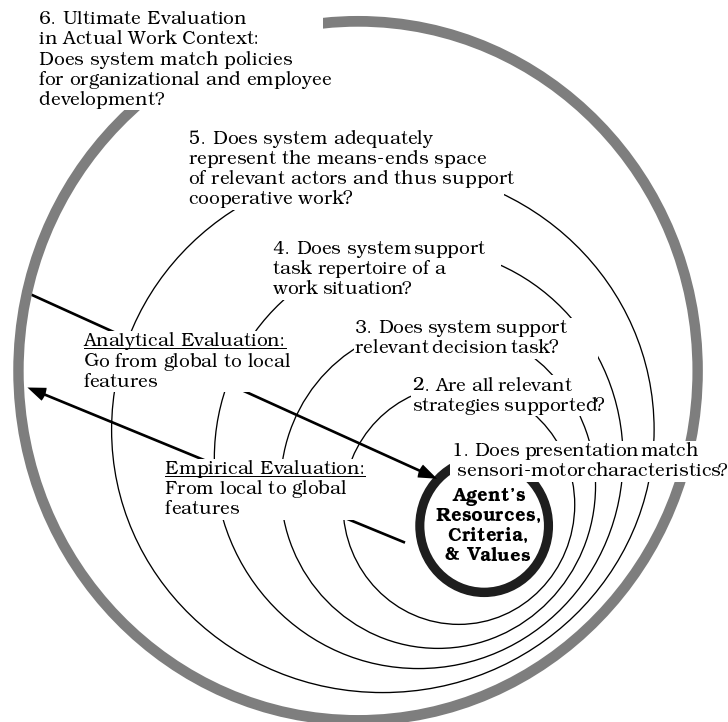 6. Ultimate Evaluation
in Actual Work Context:
Does system match policies
for organizational and employee
development?
5. Does system adequately
represent the means-ends space
of relevant actors and thus support
cooperative work?
4. Does system support
task repertoire of a
work situation?
3. Does system support
relevant decision task?
Analytical Evaluation:
Go from global to local
features
2. Are all relevant
strategies supported?
1. Does presentation match
sensori-motor characteristics?
Empirical Evaluation:
From local to global
features
Agent's
Resources,
Criteria,
& Values